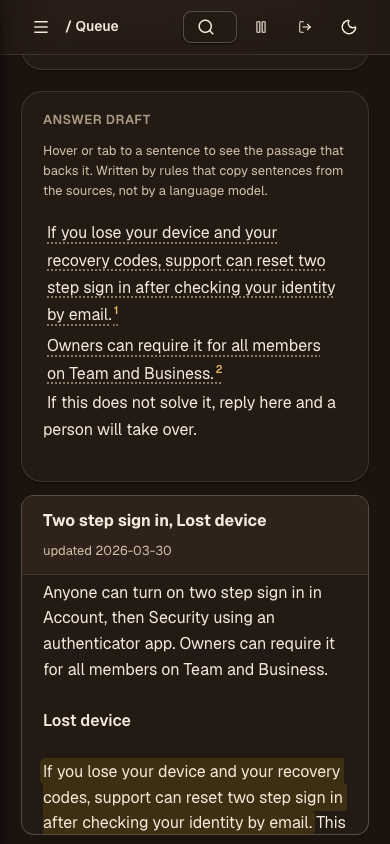 / Queue
ANSWER DRAFT
Hover or tab to a sentence to see the passage that
backs it. Written by rules that copy sentences from
the sources, not by a language model.
If you lose your device and your
recovery codes, support can reset two
step sign in after checking your identity
by email. 1
Owners can require it for all members
on Team and Business. 2
If this does not solve it, reply here and a
person will take over.
Two step sign in, Lost device
updated 2026-03-30
Anyone can turn on two step sign in in
Account, then Security using an
authenticator app. Owners can require it
for all members on Team and Business.
Lost device
If you lose your device and your recovery
codes, support can reset two step sign in
after checking your identity by email. This